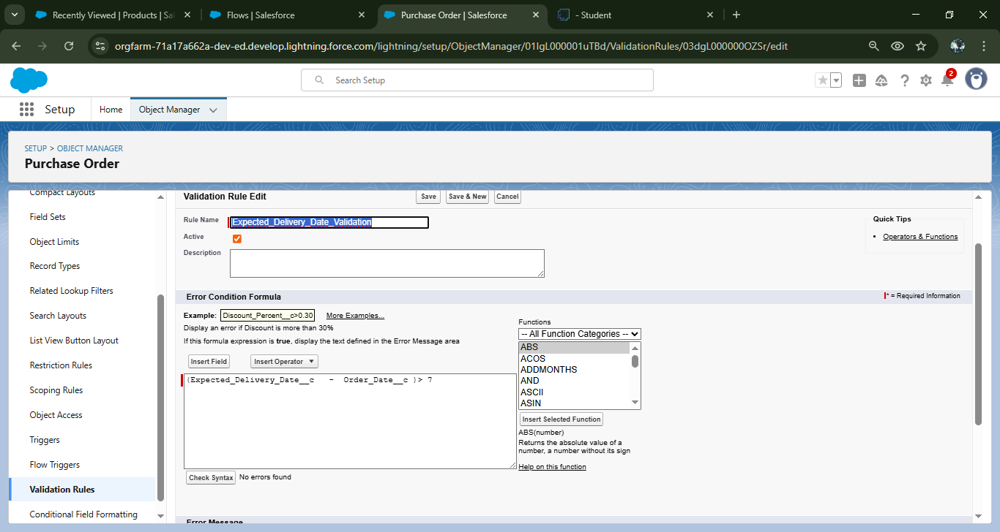 Recently Viewed | Products | Sal
Flows | Salesforce
Purchase Order | Salesforce
- Student
orgfarm-71a17a662a-dev-ed.develop.lightning.force.com/lightning/setup/ObjectManager/01IgL000001uTBd/ValidationRules/03dgL000000OZSr/edit
Search Setup
2
Setup
Home
Object Manager
SETUP > OBJECT MANAGER
Purchase Order
Compact Layouts
Field Sets
Object Limits
Record Types
Related Lookup Filters
Search Layouts
List View Button Layout
Restriction Rules
Scoping Rules
Object Access
Triggers
Flow Triggers
Validation Rules
Conditional Field Formatting
Validation Rule Edit
Save
Save & New
Cancel
Rule Name
Expected_Delivery_Date_Validation
Active
Description
Quick Tips
• Operators & Functions
Error Condition Formula
* = Required Information
Example: Discount_Percent__c>0.30 More Examples...
Display an error if Discount is more than 30%
If this formula expression is true, display the text defined in the Error Message area
Insert Field
Insert Operator
(Expected_Delivery_Date__c - Order_Date__c )> 7
Functions
-- All Function Categories --
ABS
ACOS
ADDMONTHS
AND
ASCII
ASIN
Insert Selected Function
ABS(number)
Returns the absolute value of a
number, a number without its sign
Help on this function
Check Syntax No errors found
Error Message